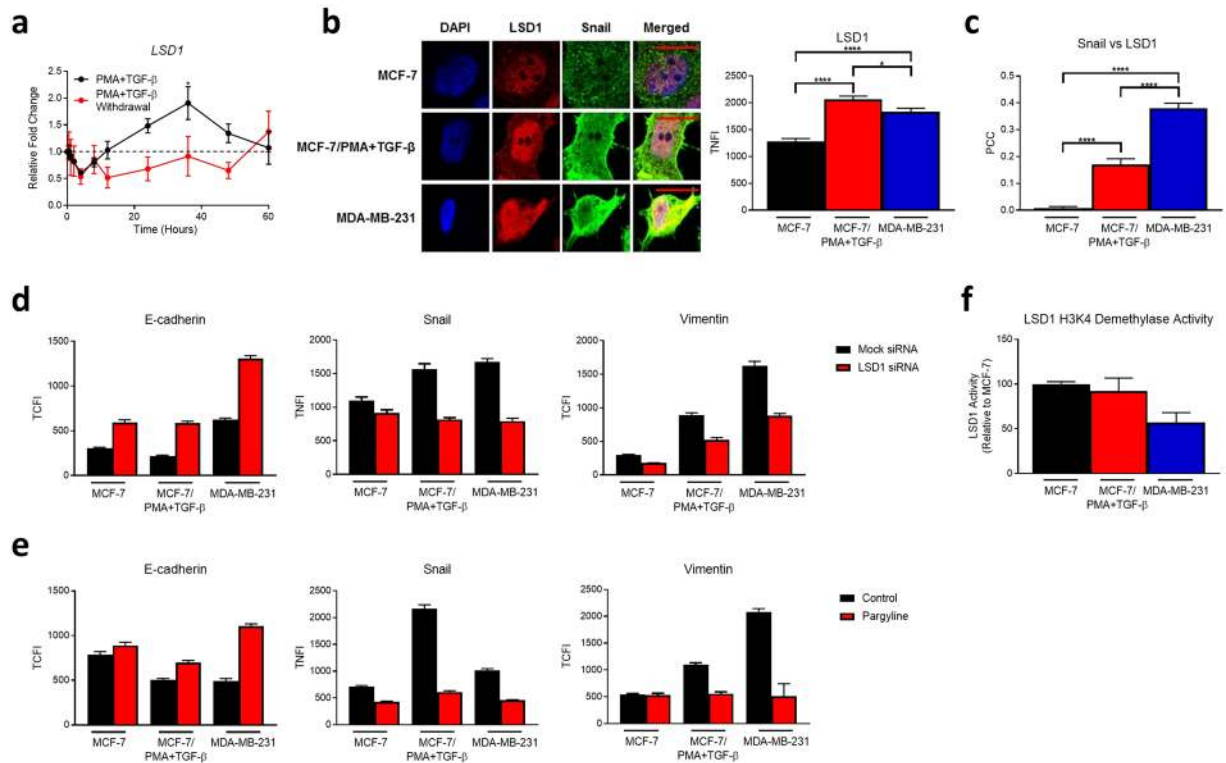 a
LSD1
PMA+TGF-β
PMA+TGF-β
Withdrawal
*
Relative Fold Change
2.5
2.0
1.5
1.0
0.5
0.0
0 20 40 60
Time (Hours)
b
DAPI LSD1 Snail Merged
MCF-7
MCF-7/PMA+TGF-β
MDA-MB-231
LSD1
****
****
*
TNFI
2500
2000
1500
1000
500
0
MCF-7 MCF-7/ MDA-MB-231
PMA+TGF-β
c
Snail vs LSD1
****
****
****
PCC
0.6
0.4
0.2
0.0
MCF-7 MCF-7/ MDA-MB-231
PMA+TGF-β
d
E-cadherin
TCFI
1500
1000
500
0
MCF-7 MCF-7/ MDA-MB-231
PMA+TGF-β
Snail
TNFI
2000
1500
1000
500
0
MCF-7 MCF-7/ MDA-MB-231
PMA+TGF-β
Vimentin
TCFI
2000
1500
1000
500
0
MCF-7 MCF-7/ MDA-MB-231
PMA+TGF-β
Mock siRNA
LSD1 siRNA
f
LSD1 H3K4 Demethylase Activity
LSD1 Activity
(Relative to MCF-7)
150
100
50
0
MCF-7 MCF-7/ MDA-MB-231
PMA+TGF-β
e
E-cadherin
TCFI
1500
1000
500
0
MCF-7 MCF-7/ MDA-MB-231
PMA+TGF-β
Snail
TNFI
2500
2000
1500
1000
500
0
MCF-7 MCF-7/ MDA-MB-231
PMA+TGF-β
Vimentin
TCFI
2500
2000
1500
1000
500
0
MCF-7 MCF-7/ MDA-MB-231
PMA+TGF-β
Control
Pargyline